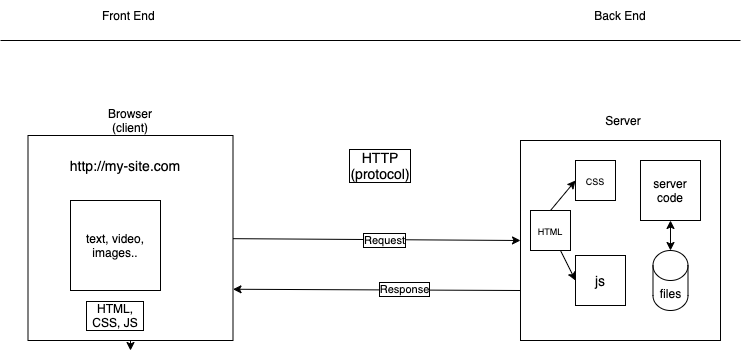 Front End
Back End
Browser
(client)
Server
http://my-site.com
HTTP
(protocol)
text, video,
images..
HTML,
CSS, JS
Request
Response
CSS
HTML
js
server
code
files